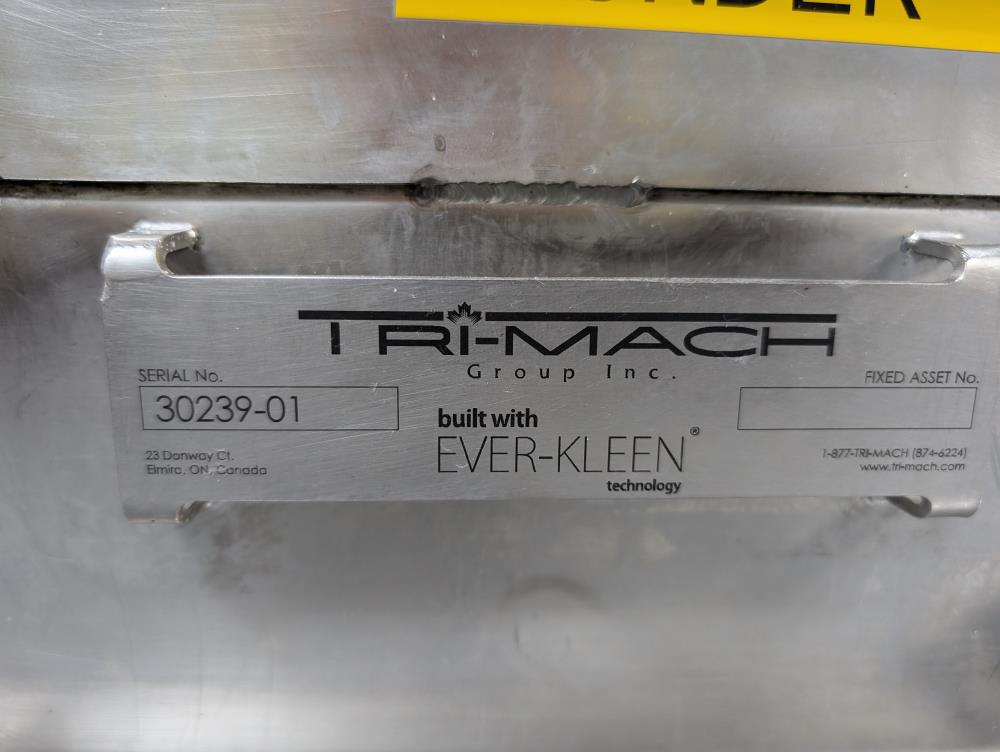 TRI-MACH
Group Inc.
SERIAL No.
30239-01
FIXED ASSET No.
built with
EVER-KLEEN®
technology
23 Donway Ct.
Elmira, ON, Canada
1-877-TRI-MACH (874-6224)
www.tri-mach.com